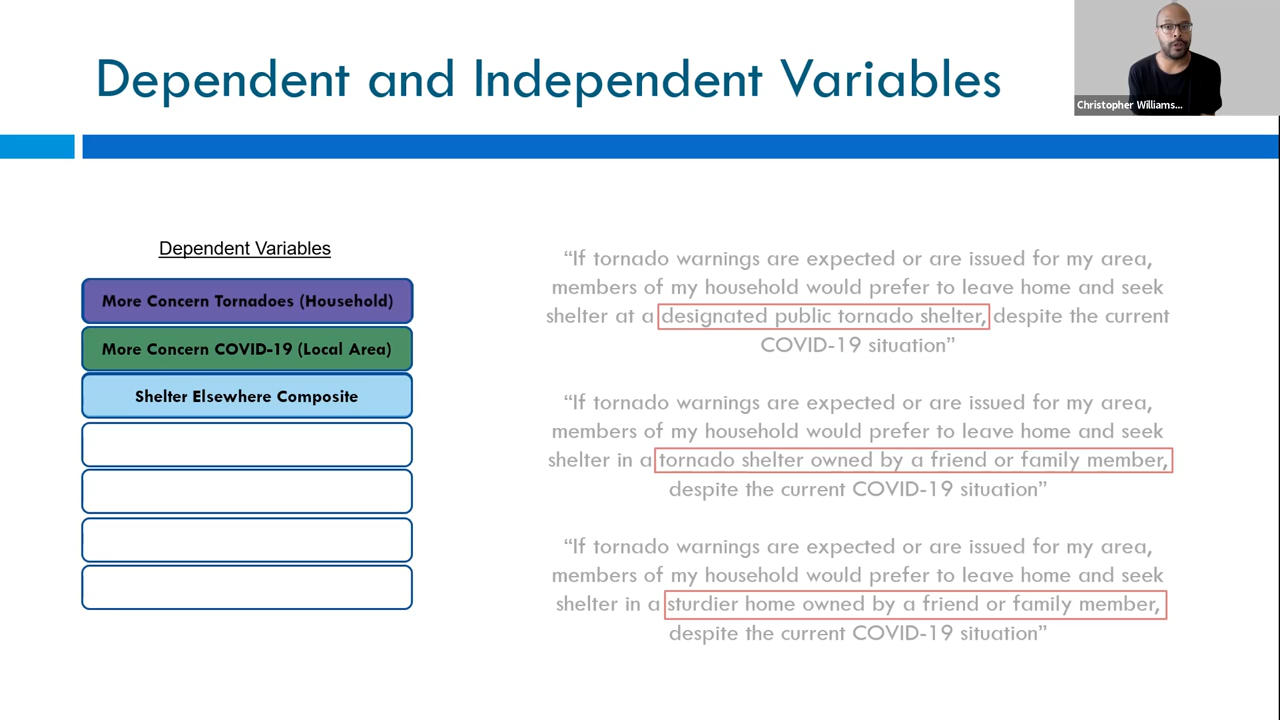 Dependent and Independent Variables
Christopher Williams...
Dependent Variables
More Concern Tornadoes (Household)
More Concern COVID-19 (Local Area)
Shelter Elsewhere Composite
“If tornado warnings are expected or are issued for my area,
members of my household would prefer to leave home and seek
shelter at a designated public tornado shelter, despite the current
COVID-19 situation”
“If tornado warnings are expected or are issued for my area,
members of my household would prefer to leave home and seek
shelter in a tornado shelter owned by a friend or family member,
despite the current COVID-19 situation”
“If tornado warnings are expected or are issued for my area,
members of my household would prefer to leave home and seek
shelter in a sturdier home owned by a friend or family member,
despite the current COVID-19 situation”